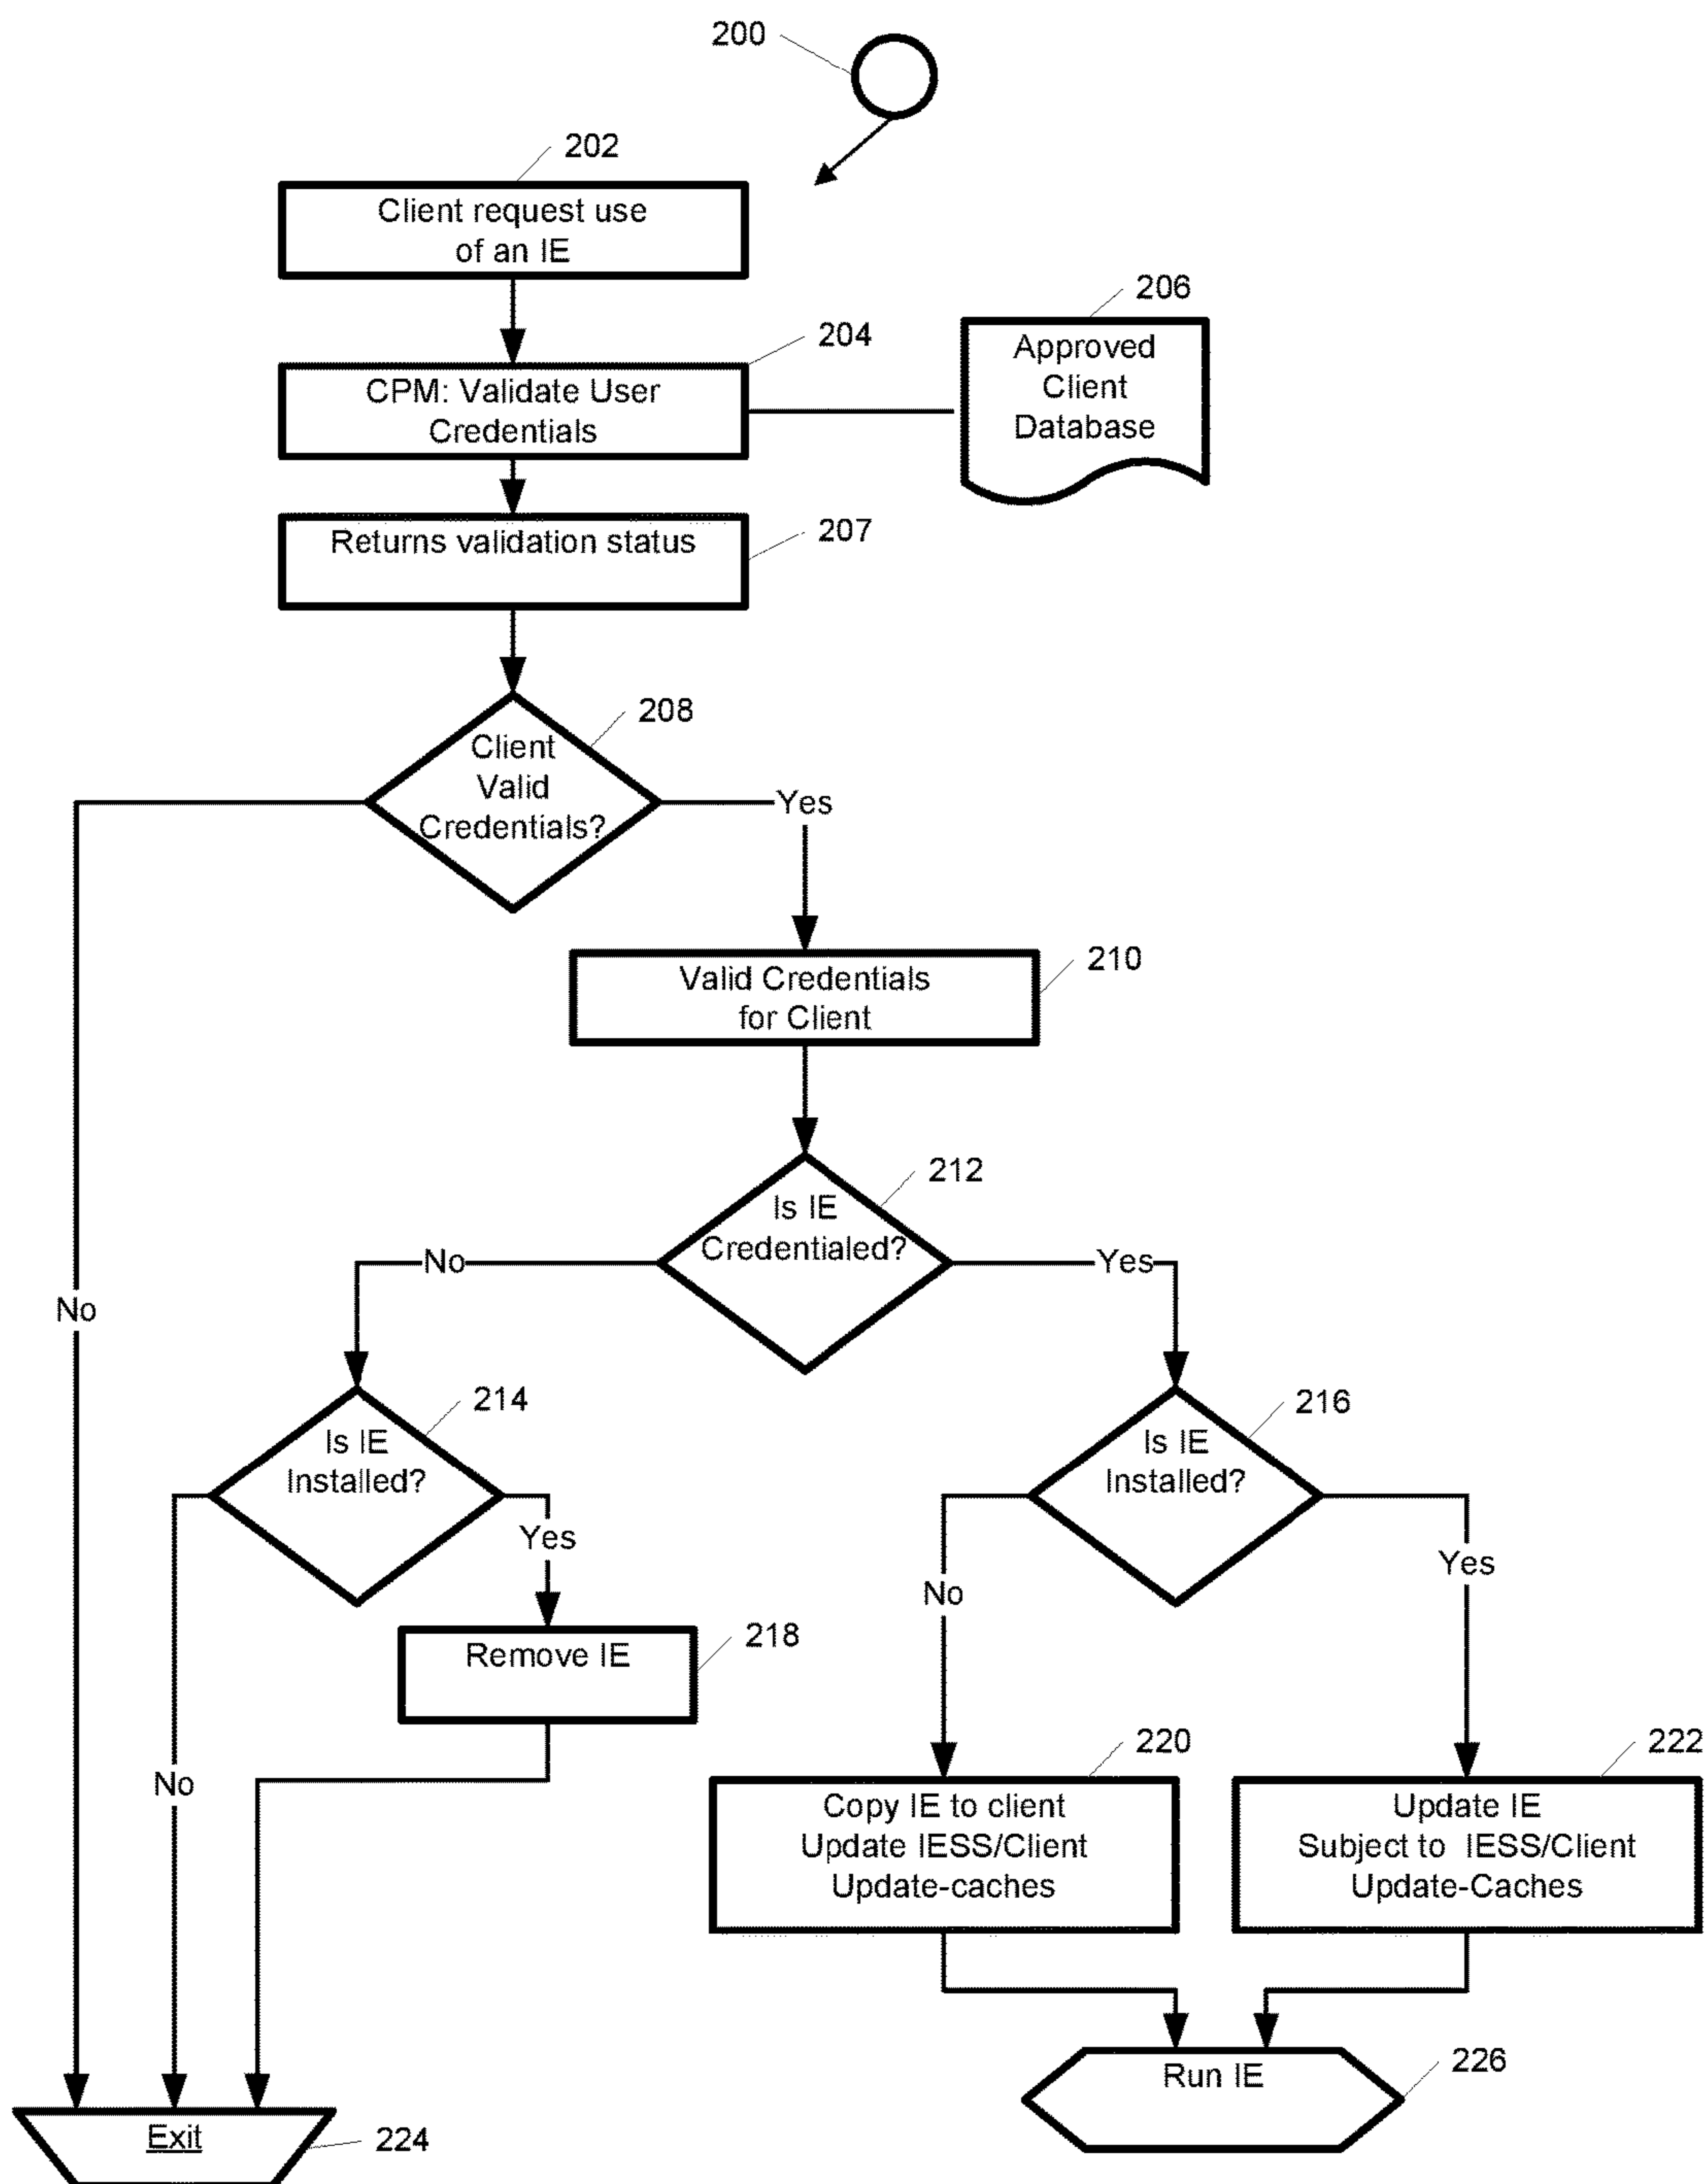 200
202
Client request use
of an IE
206
204
Approved
Client
Database
CPM: Validate User
Credentials
207
Returns validation status
208
Client
Valid
Credentials?
Yes
210
Valid Credentials
for Client
212
Is IE
Credentialed?
No
Yes
No
214
Is IE
Installed?
216
Is IE
Installed?
Yes
Yes
No
218
Remove IE
No
220
Copy IE to client
Update IESS/Client
Update-caches
222
Update IE
Subject to IESS/Client
Update-Caches
Run IE
226
Exit
224